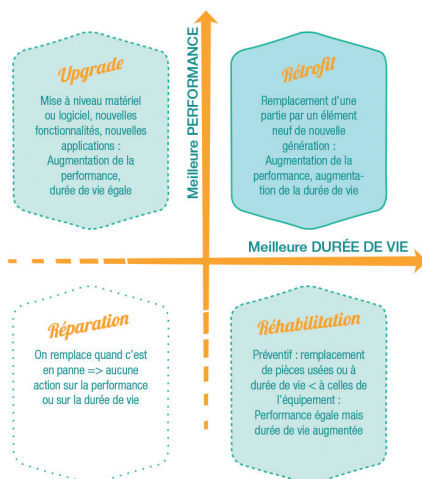 Upgrade
Mise à niveau matériel
ou logiciel, nouvelles
fonctionnalités, nouvelles
applications :
Augmentation de la
performance,
durée de vie égale
Meilleure PERFORMANCE
Rétrofit
Remplacement d'une
partie par un élément
neuf de nouvelle
génération :
Augmentation de la
performance, augmenta-
tion de la durée de vie
Meilleure DURÉE DE VIE
Réparation
On remplace quand c'est
en panne => aucune
action sur la performance
ou sur la durée de vie
Réhabilitation
Préventif : remplacement
de pièces usées ou à
durée de vie < à celles de
l'équipement :
Performance égale mais
durée de vie augmentée